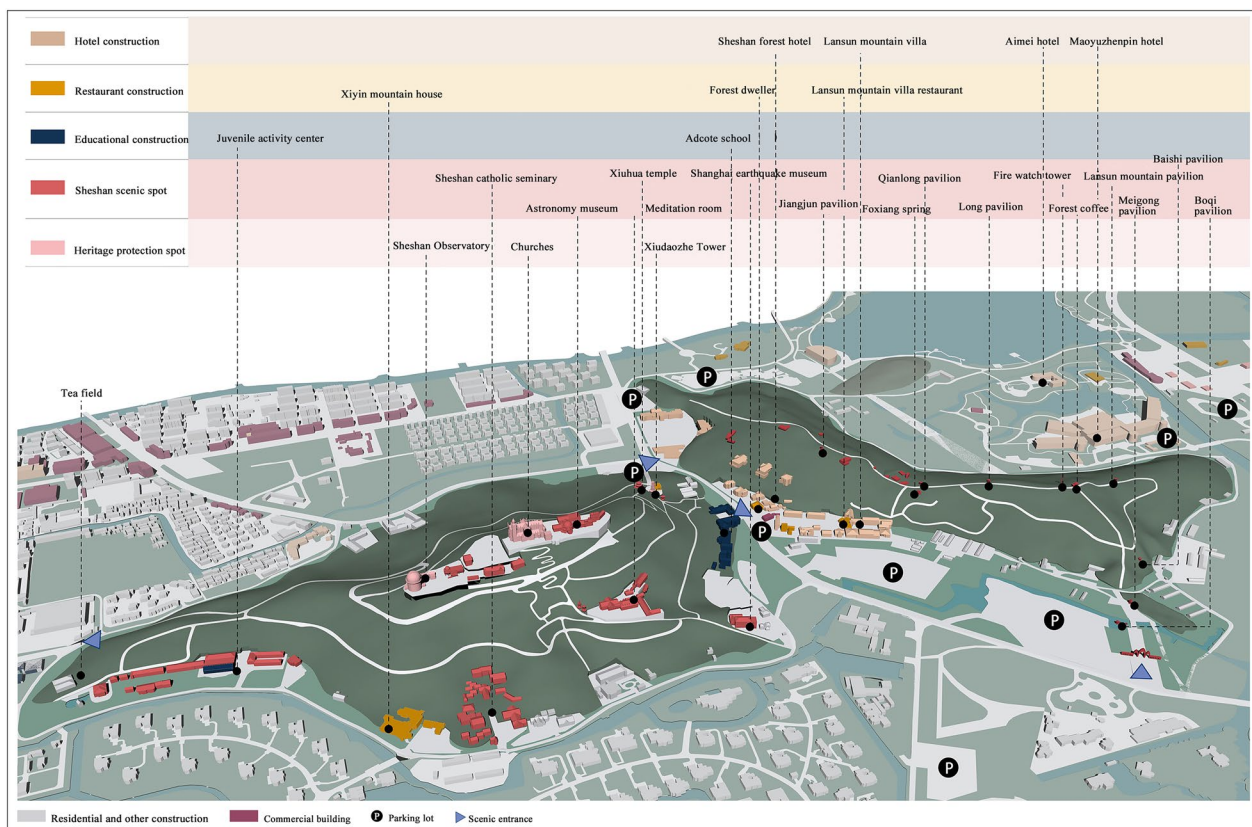 Hotel construction
Sheshan forest hotel
Lansun mountain villa
Aimei hotel
Maoyuzhenpin hotel
Restaurant construction
Xiyin mountain house
Forest dweller
Lansun mountain villa restaurant
Educational construction
Juvenile activity center
Adcote school
Baishi pavilion
Sheshan scenic spot
Sheshan catholic seminary
Xiuhua temple
Shanghai earthquake museum
Qianlong pavilion
Fire watchtower
Lansun mountain pavilion
Astronomy museum
Meditation room
Jiangjun pavilion
Foxiang spring
Long pavilion
Forest coffee
Meigong
pavilion
Boqi
pavilion
Heritage protection spot
Sheshan Observatory
Churches
Xiudaozhe Tower
Tea field
P
P
P
P
P
P
P
P
P
P
Residential and other construction
Commercial building
P
Parking lot
Scenic entrance